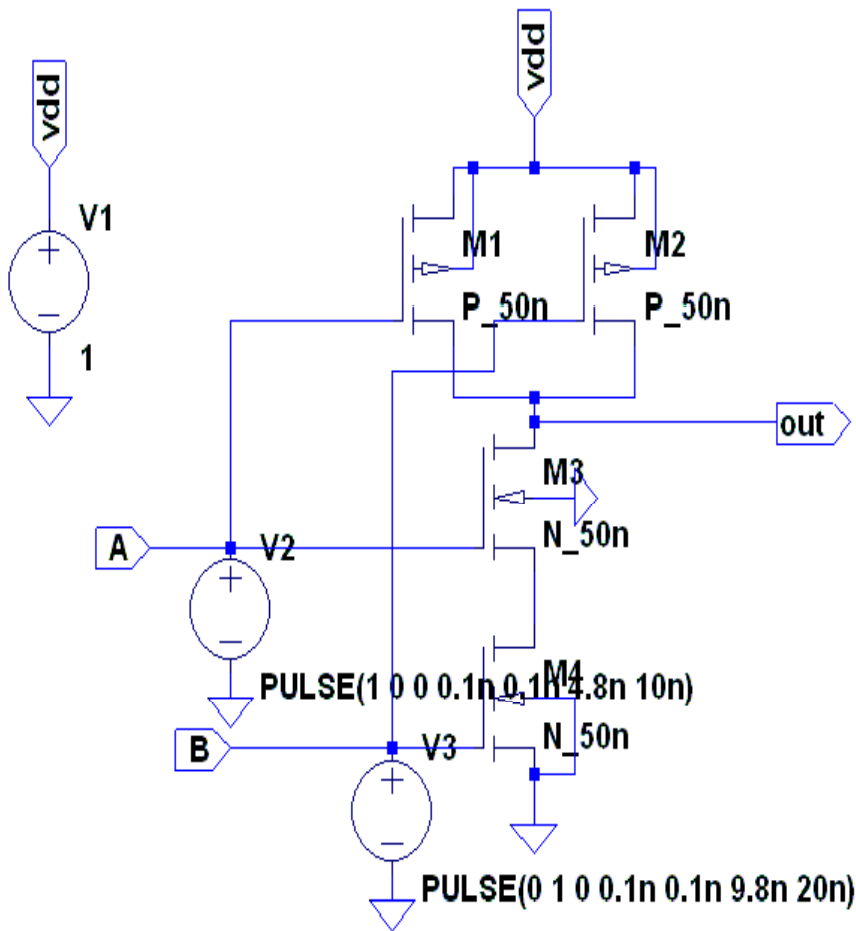 vdd
vdd
V1
1
M1
P_50n
M2
P_50n
out
M3
N_50n
A
V2
PULSE(1 0 0 0.1n 0.1n 4.8n 10n)
M4
N_50n
B
V3
PULSE(0 1 0 0.1n 0.1n 9.8n 20n)